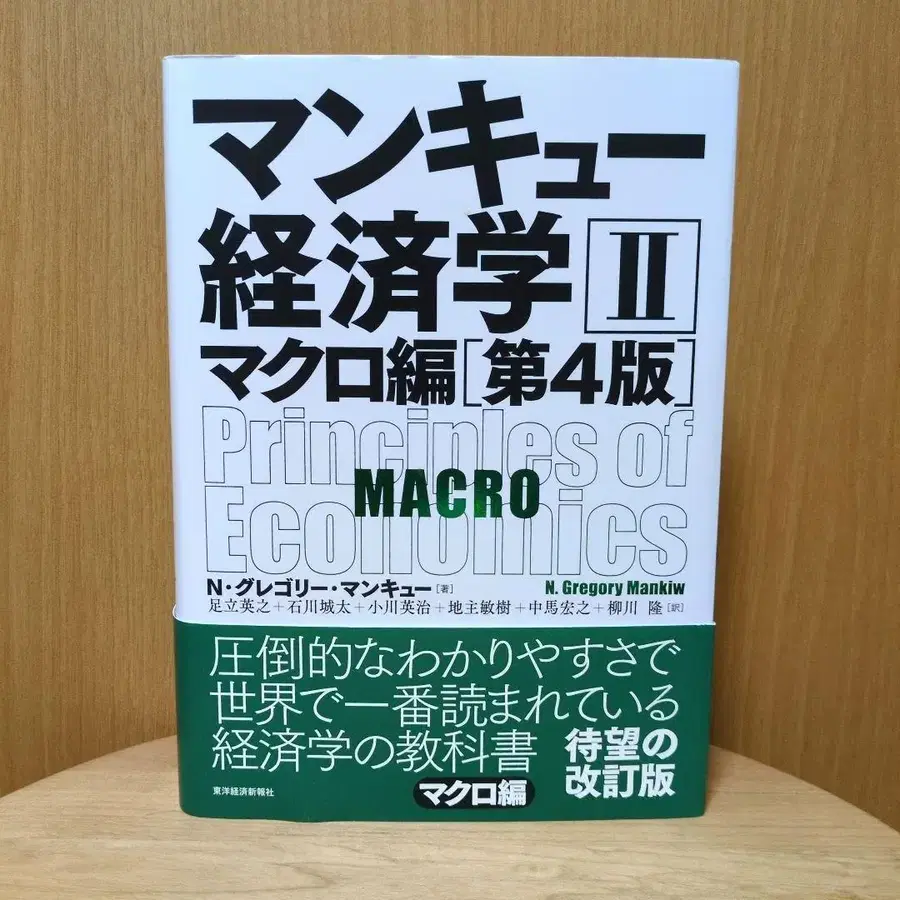 マンキュー
経済学 II
マクロ編[第4版]
Principles of
Economics
MACRO
N・グレゴリー・マンキュー[著] N. Gregory Mankiw
足立英之+石川城太+小川英治+地主敏樹+中馬宏之+柳川 隆[訳]
圧倒的なわかりやすさで
世界で一番読まれている
経済学の教科書
待望の
改訂版
マクロ編
東洋経済新報社